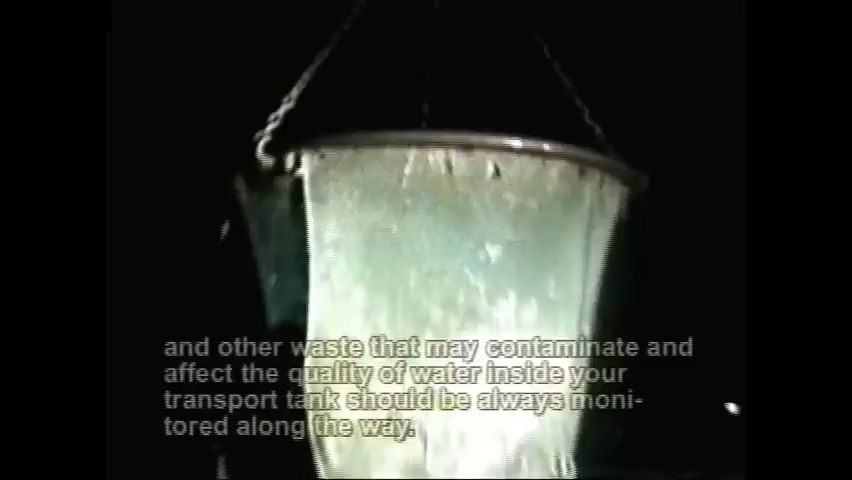 and other waste that may contaminate and
affect the quality of water inside your
transport tank should be always moni-
tored along the way.